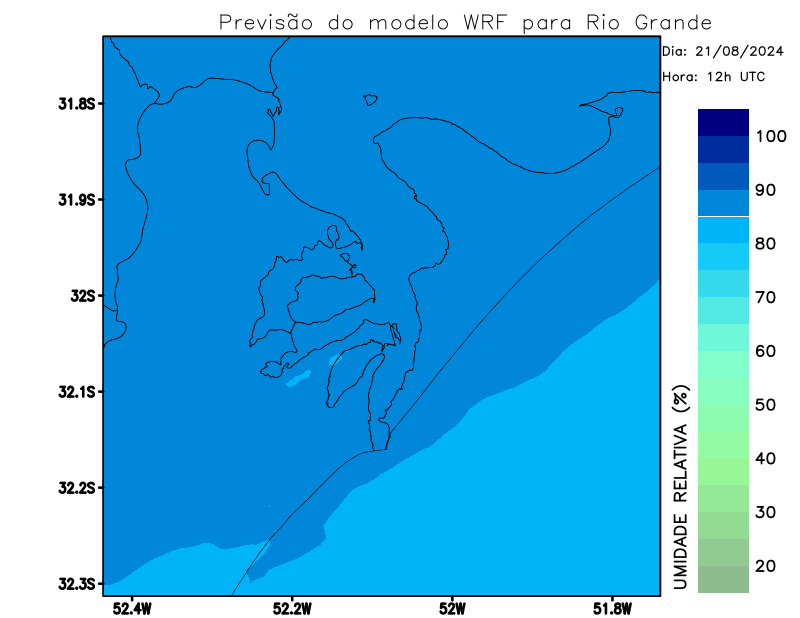 Previsão do modelo WRF para Rio Grande
Dia: 21/08/2024
Hora: 12h UTC
31.8S
31.9S
32S
32.1S
32.2S
32.3S
52.4W
52.2W
52W
51.8W
100
90
80
70
60
50
40
30
20
UMIDADE RELATIVA (%)